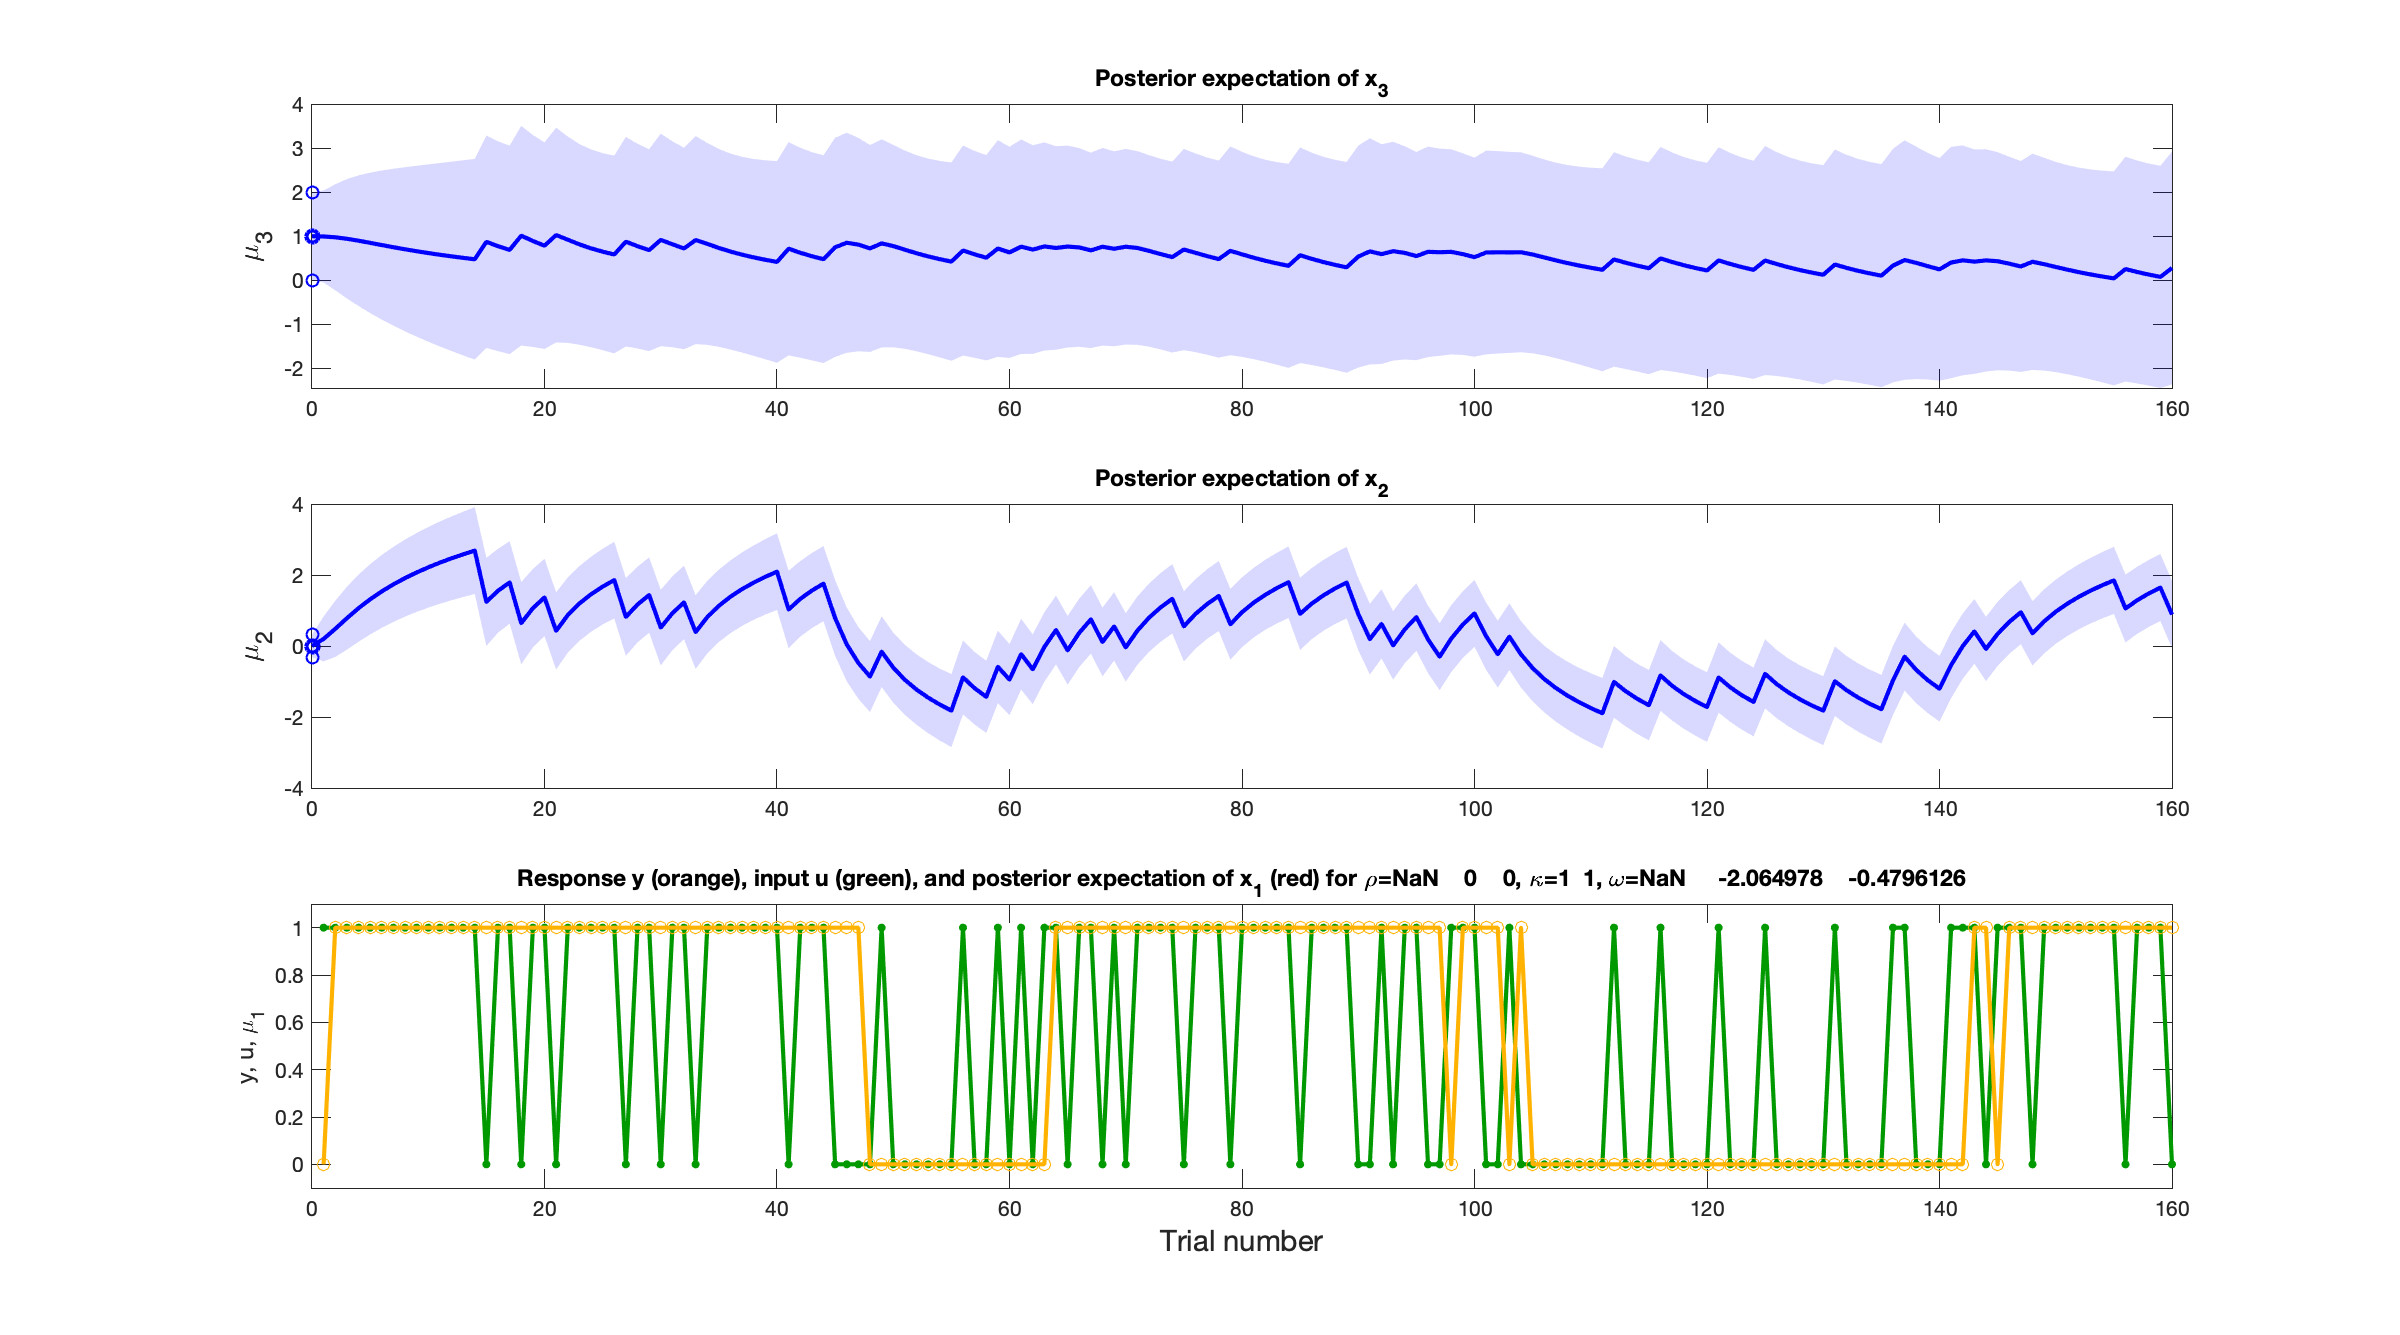 Posterior expectation of x3
4
3
2
1
0
-1
-2
μ3
0 20 40 60 80 100 120 140 160
Posterior expectation of x2
4
2
0
-2
-4
μ2
0 20 40 60 80 100 120 140 160
Response y (orange), input u (green), and posterior expectation of x1 (red) for ρ=NaN 0 0, κ=1 1, ω=NaN -2.064978 -0.4796126
1
0.8
0.6
0.4
0.2
0
y, u, μ1
0 20 40 60 80 100 120 140 160
Trial number